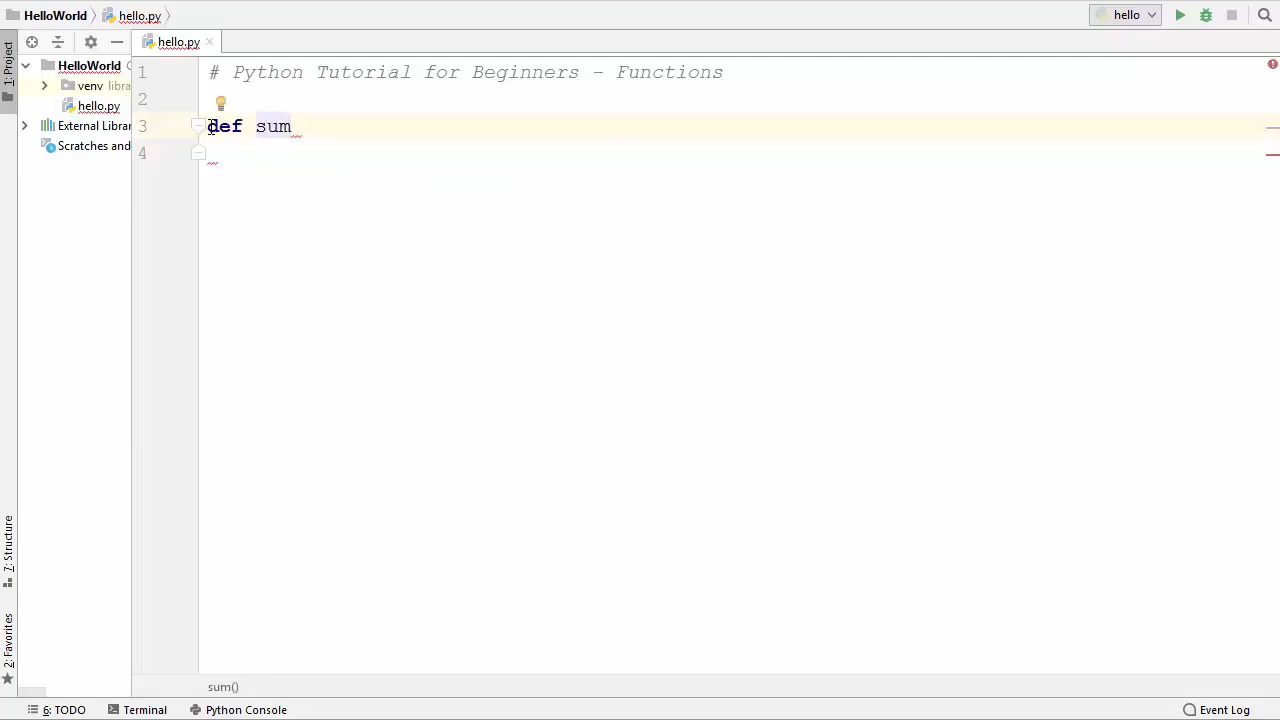 HelloWorld hello.py hello
1: Project
hello.py
HelloWorld
venv libra
hello.py
External Librar
Scratches and
1 # Python Tutorial for Beginners - Functions
2
3 def sum
4
7: Structure
2: Favorites
sum()
6: TODO Terminal Python Console Event Log